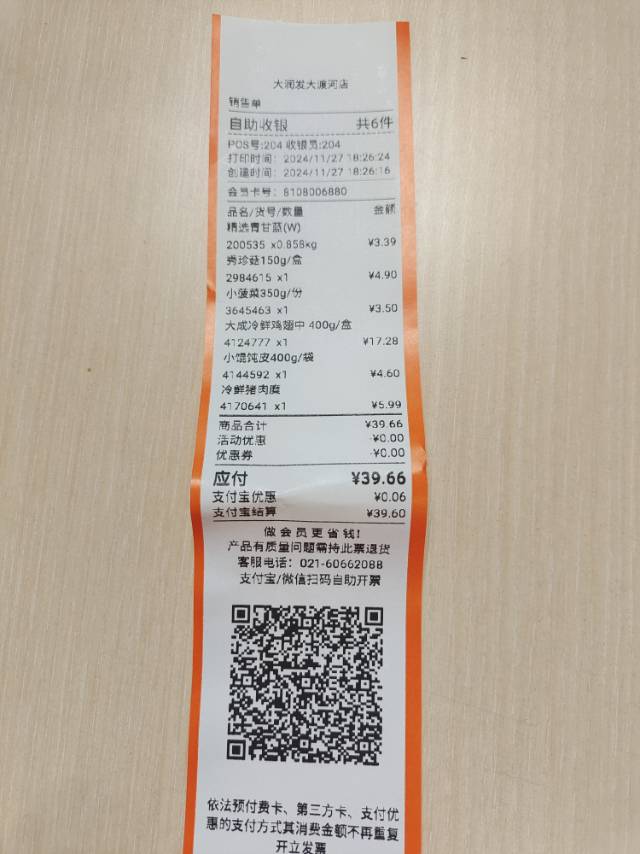 大润发大渡河店
销售单
自助收银 共6件
POS号:204 收银员:204
打印时间: 2024/11/27 18:26:24
创建时间: 2024/11/27 18:26:16
会员卡号: 8108006880
品名/货号/数量 金额
精选青甘蓝(W)
200535 x0.858kg ¥3.39
秀珍菇150g/盒
2984615 x1 ¥4.90
小菠菜350g/份
3645463 x1 ¥3.50
大成冷鲜鸡翅中 400g/盒
4124777 x1 ¥17.28
小馄饨皮400g/袋
4144592 x1 ¥4.60
冷鲜猪肉糜
4170641 x1 ¥5.99
商品合计 ¥39.66
活动优惠 -¥0.00
优惠券 -¥0.00
应付 ¥39.66
支付宝优惠 ¥0.06
支付宝结算 ¥39.60
做会员更省钱!
产品有质量问题需持此票退货
客服电话: 021-60662088
支付宝/微信扫码自助开票
依法预付费卡、第三方卡、支付优
惠的支付方式其消费金额不再重复
开立发票